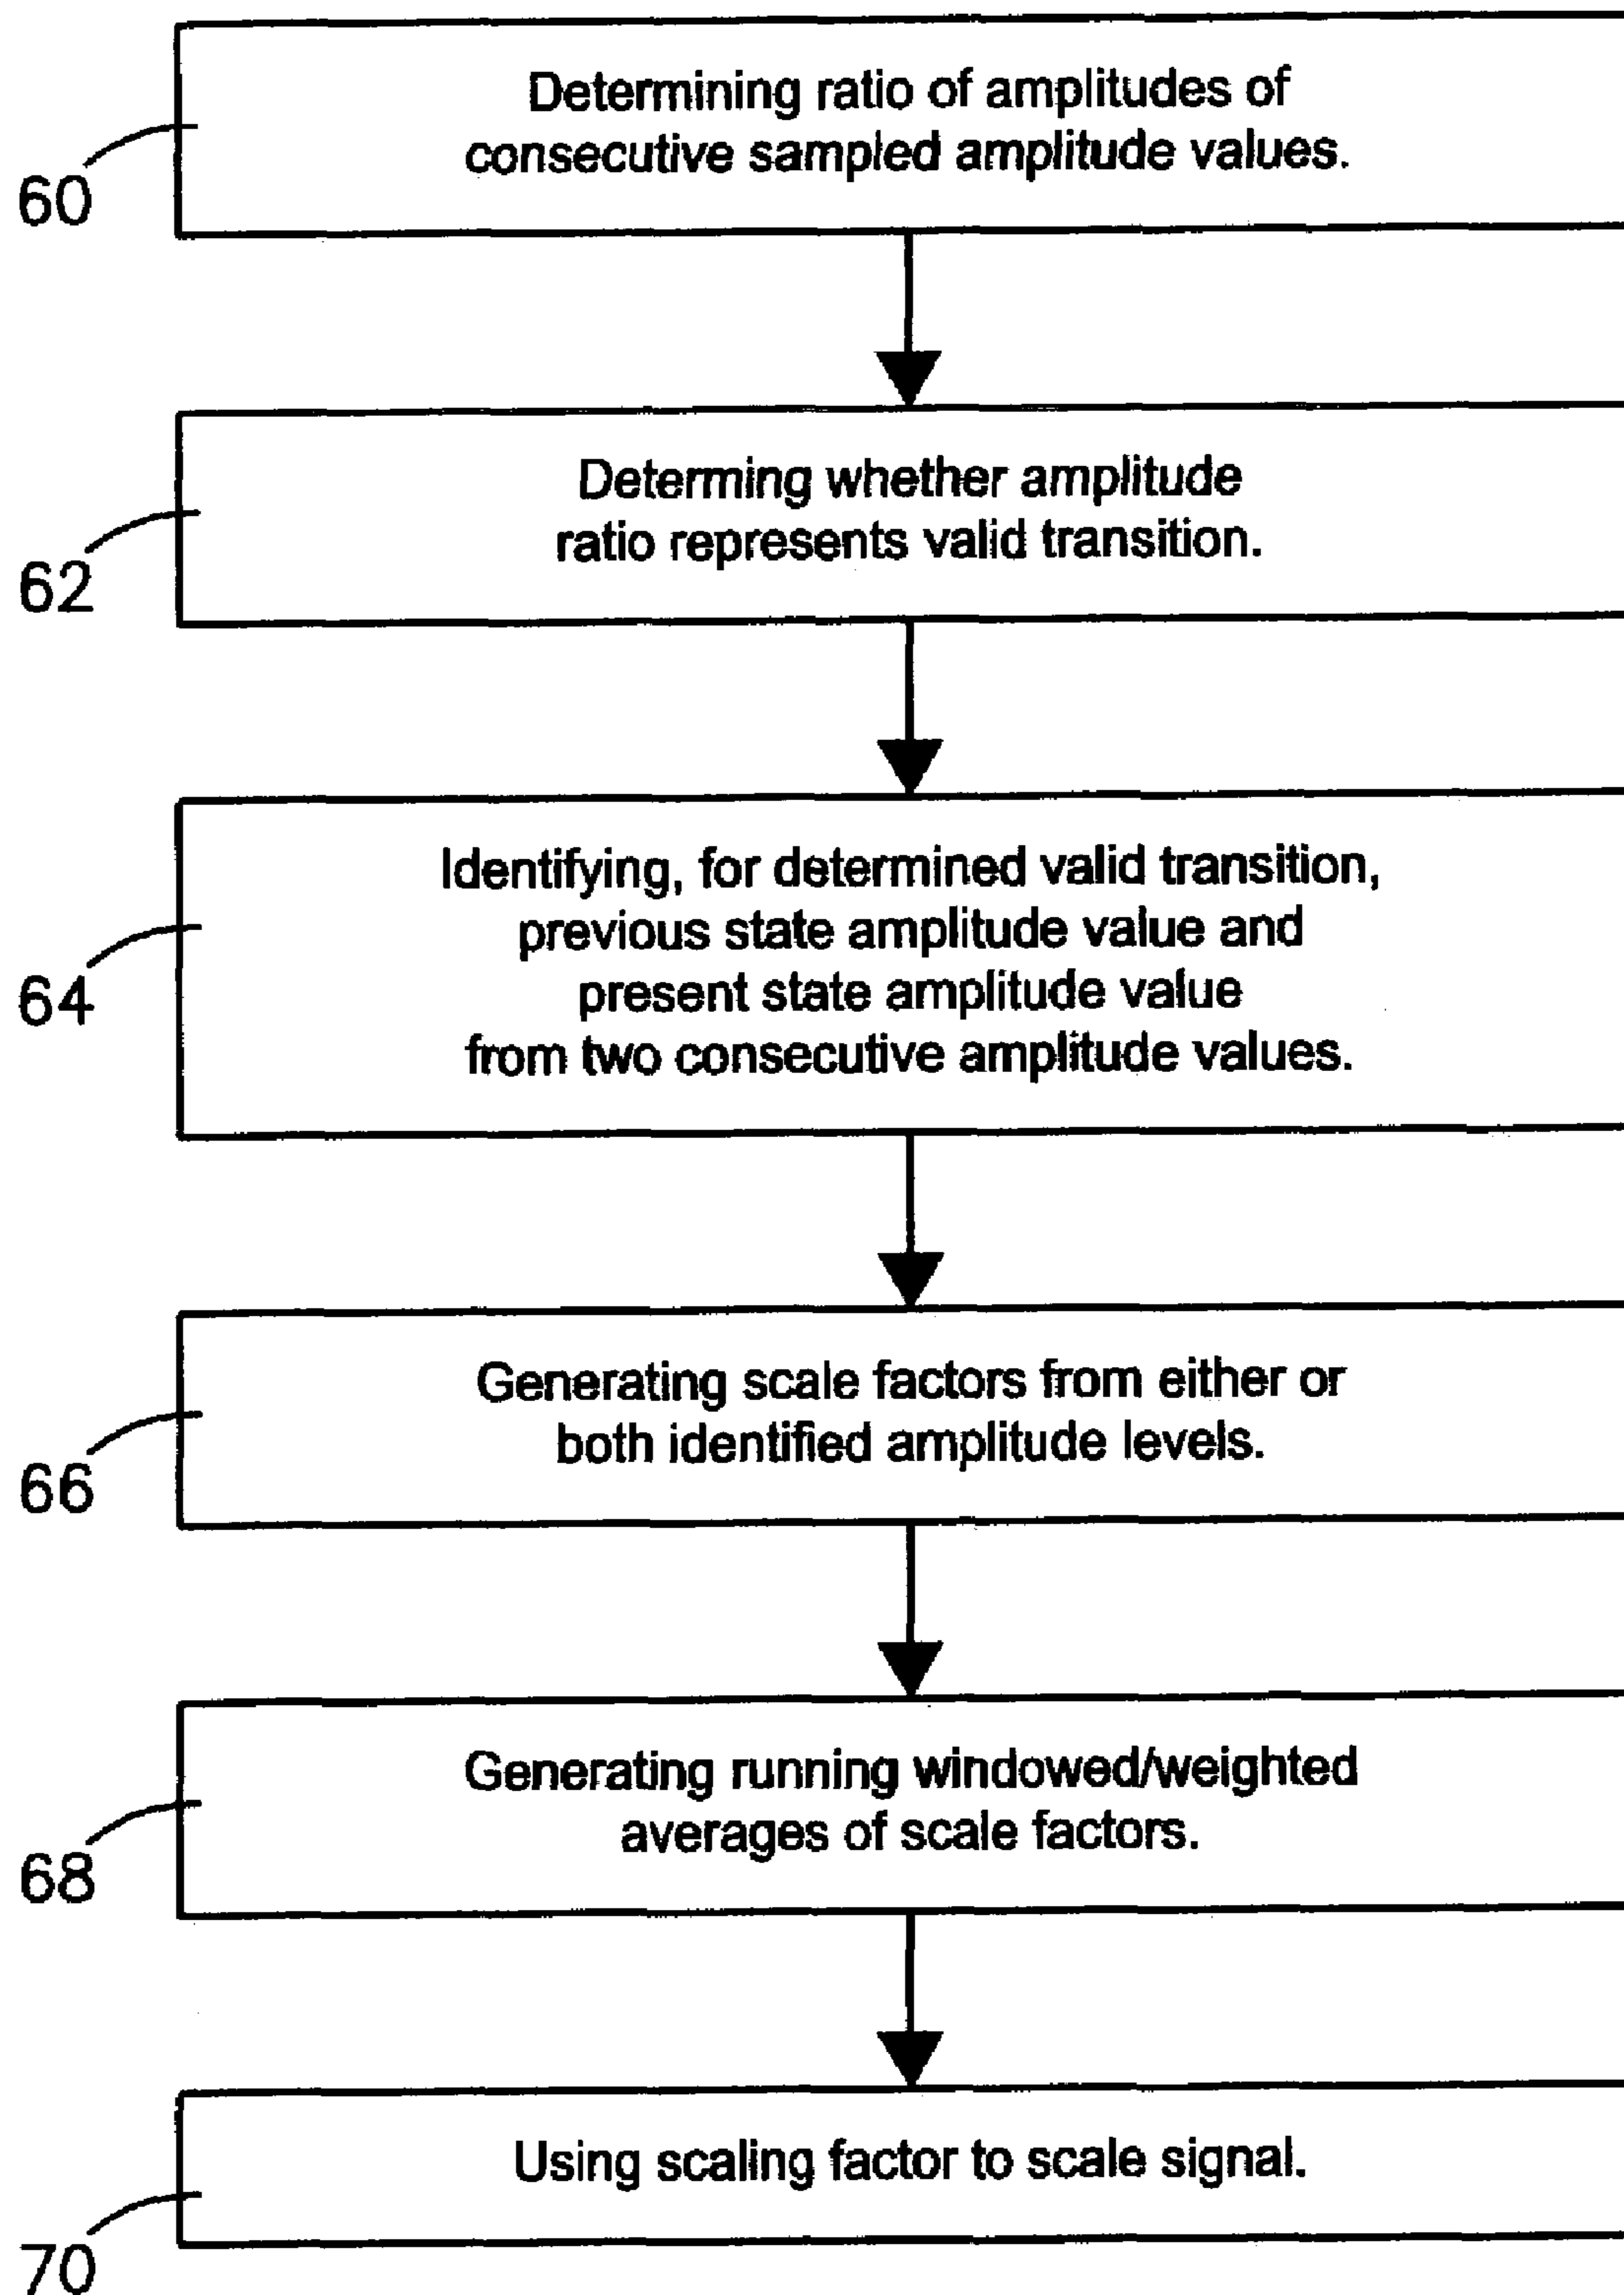 Determining ratio of amplitudes of
consecutive sampled amplitude values.
60
Determing whether amplitude
ratio represents valid transition.
62
Identifying, for determined valid transition,
previous state amplitude value and
present state amplitude value
from two consecutive amplitude values.
64
Generating scale factors from either or
both identified amplitude levels.
66
Generating running windowed/weighted
averages of scale factors.
68
Using scaling factor to scale signal.
70